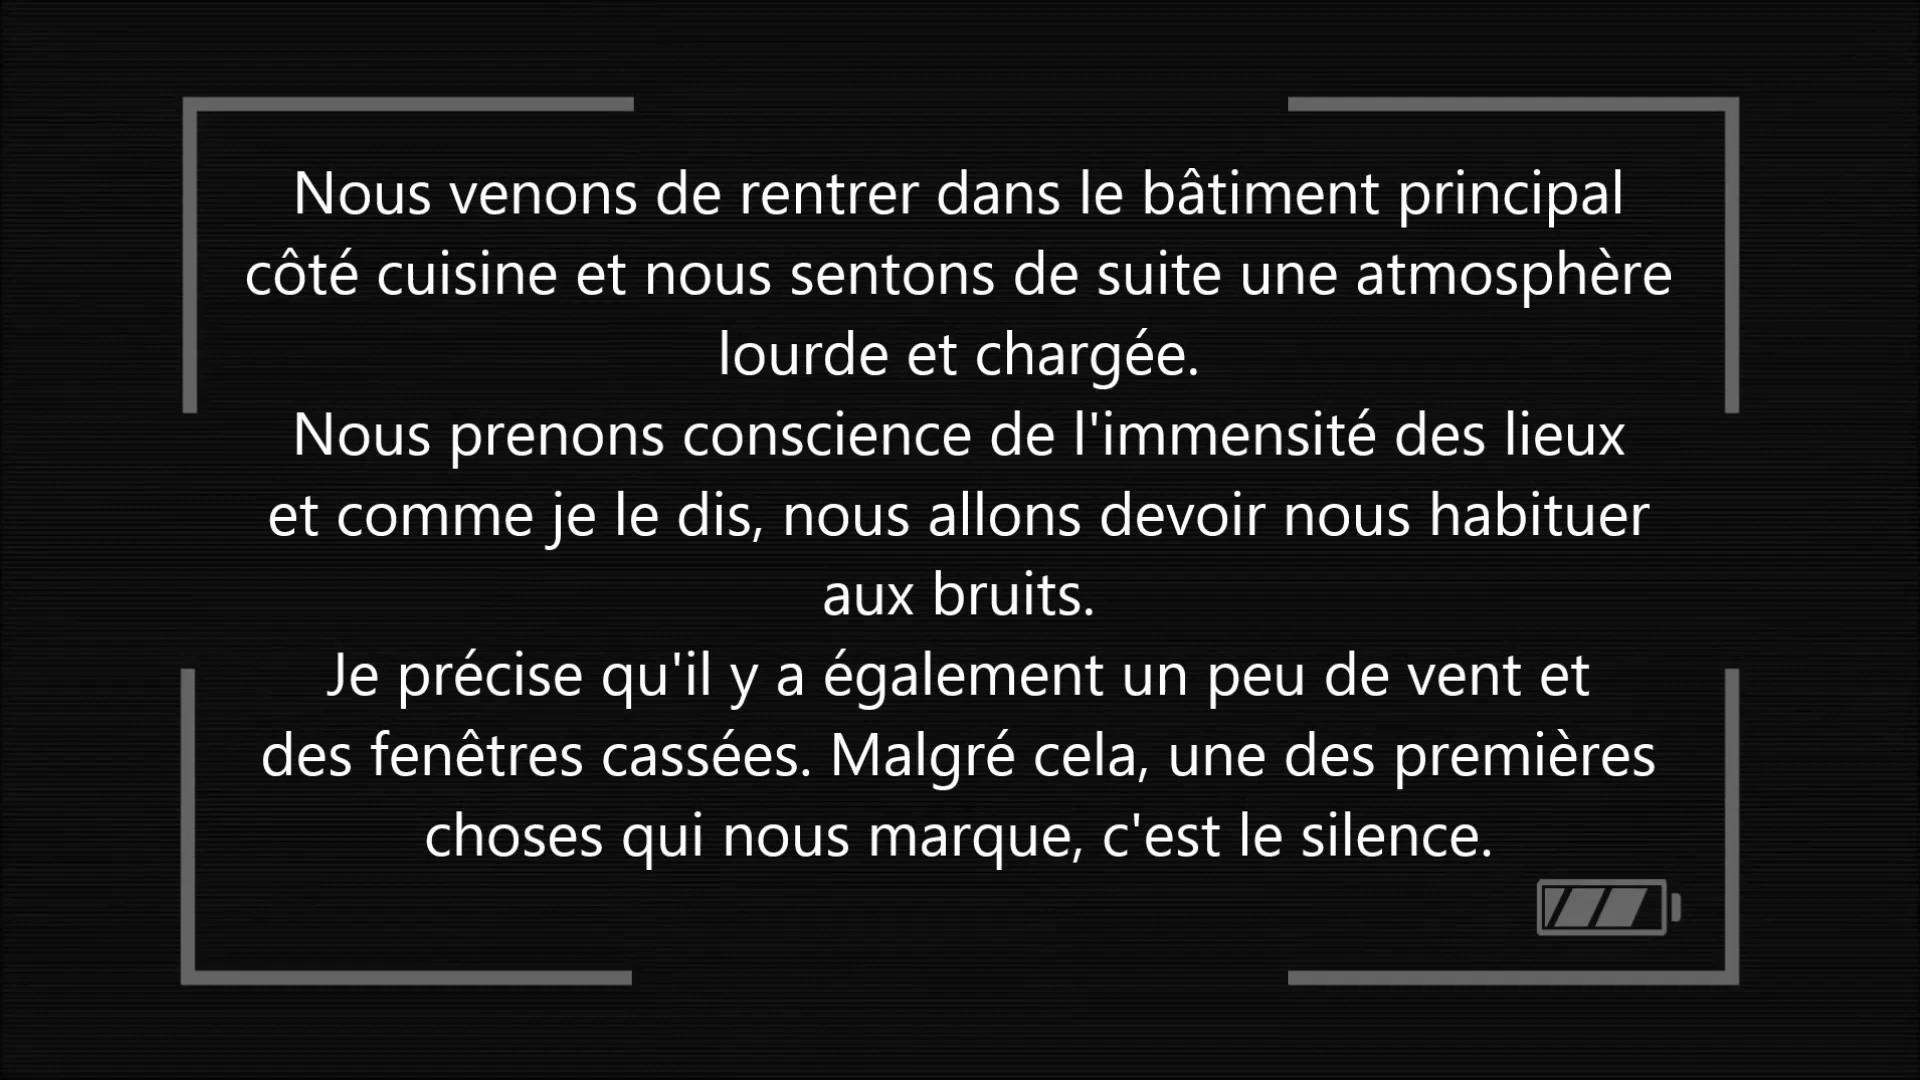 Nous venons de rentrer dans le bâtiment principal
côté cuisine et nous sentons de suite une atmosphère
lourde et chargée.
Nous prenons conscience de l'immensité des lieux
et comme je le dis, nous allons devoir nous habituer
aux bruits.
Je précise qu'il y a également un peu de vent et
des fenêtres cassées. Malgré cela, une des premières
choses qui nous marque, c'est le silence.